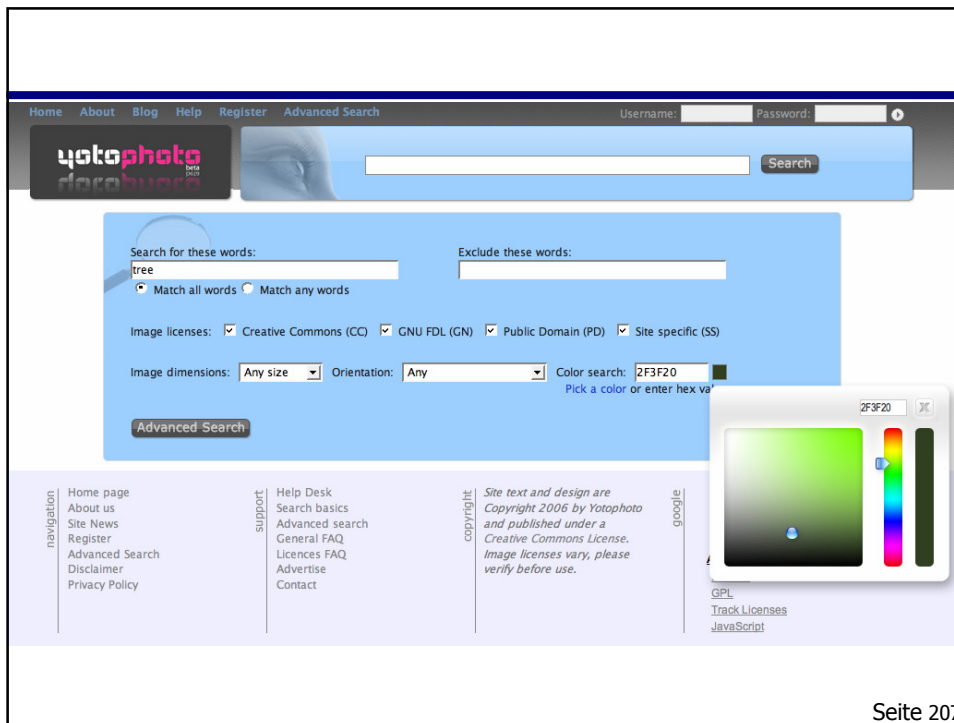 Home About Blog Help Register Advanced Search Username: Password:
yotophoto
beta
Search
Search for these words: Exclude these words:
tree
Match all words Match any words
Image licenses: Creative Commons (CC) GNU FDL (GN) Public Domain (PD) Site specific (SS)
Image dimensions: Any size Orientation: Any Color search: 2F3F20
Pick a color or enter hex
2F3F20 X
Advanced Search
navigation
Home page
About us
Site News
Register
Advanced Search
Disclaimer
Privacy Policy
support
Help Desk
Search basics
Advanced search
General FAQ
Licences FAQ
Advertise
Contact
copyright
Site text and design are
Copyright 2006 by Yotophoto
and published under a
Creative Commons License.
Image licenses vary, please
verify before use.
google
GPL
Track Licenses
JavaScript
Seite 207